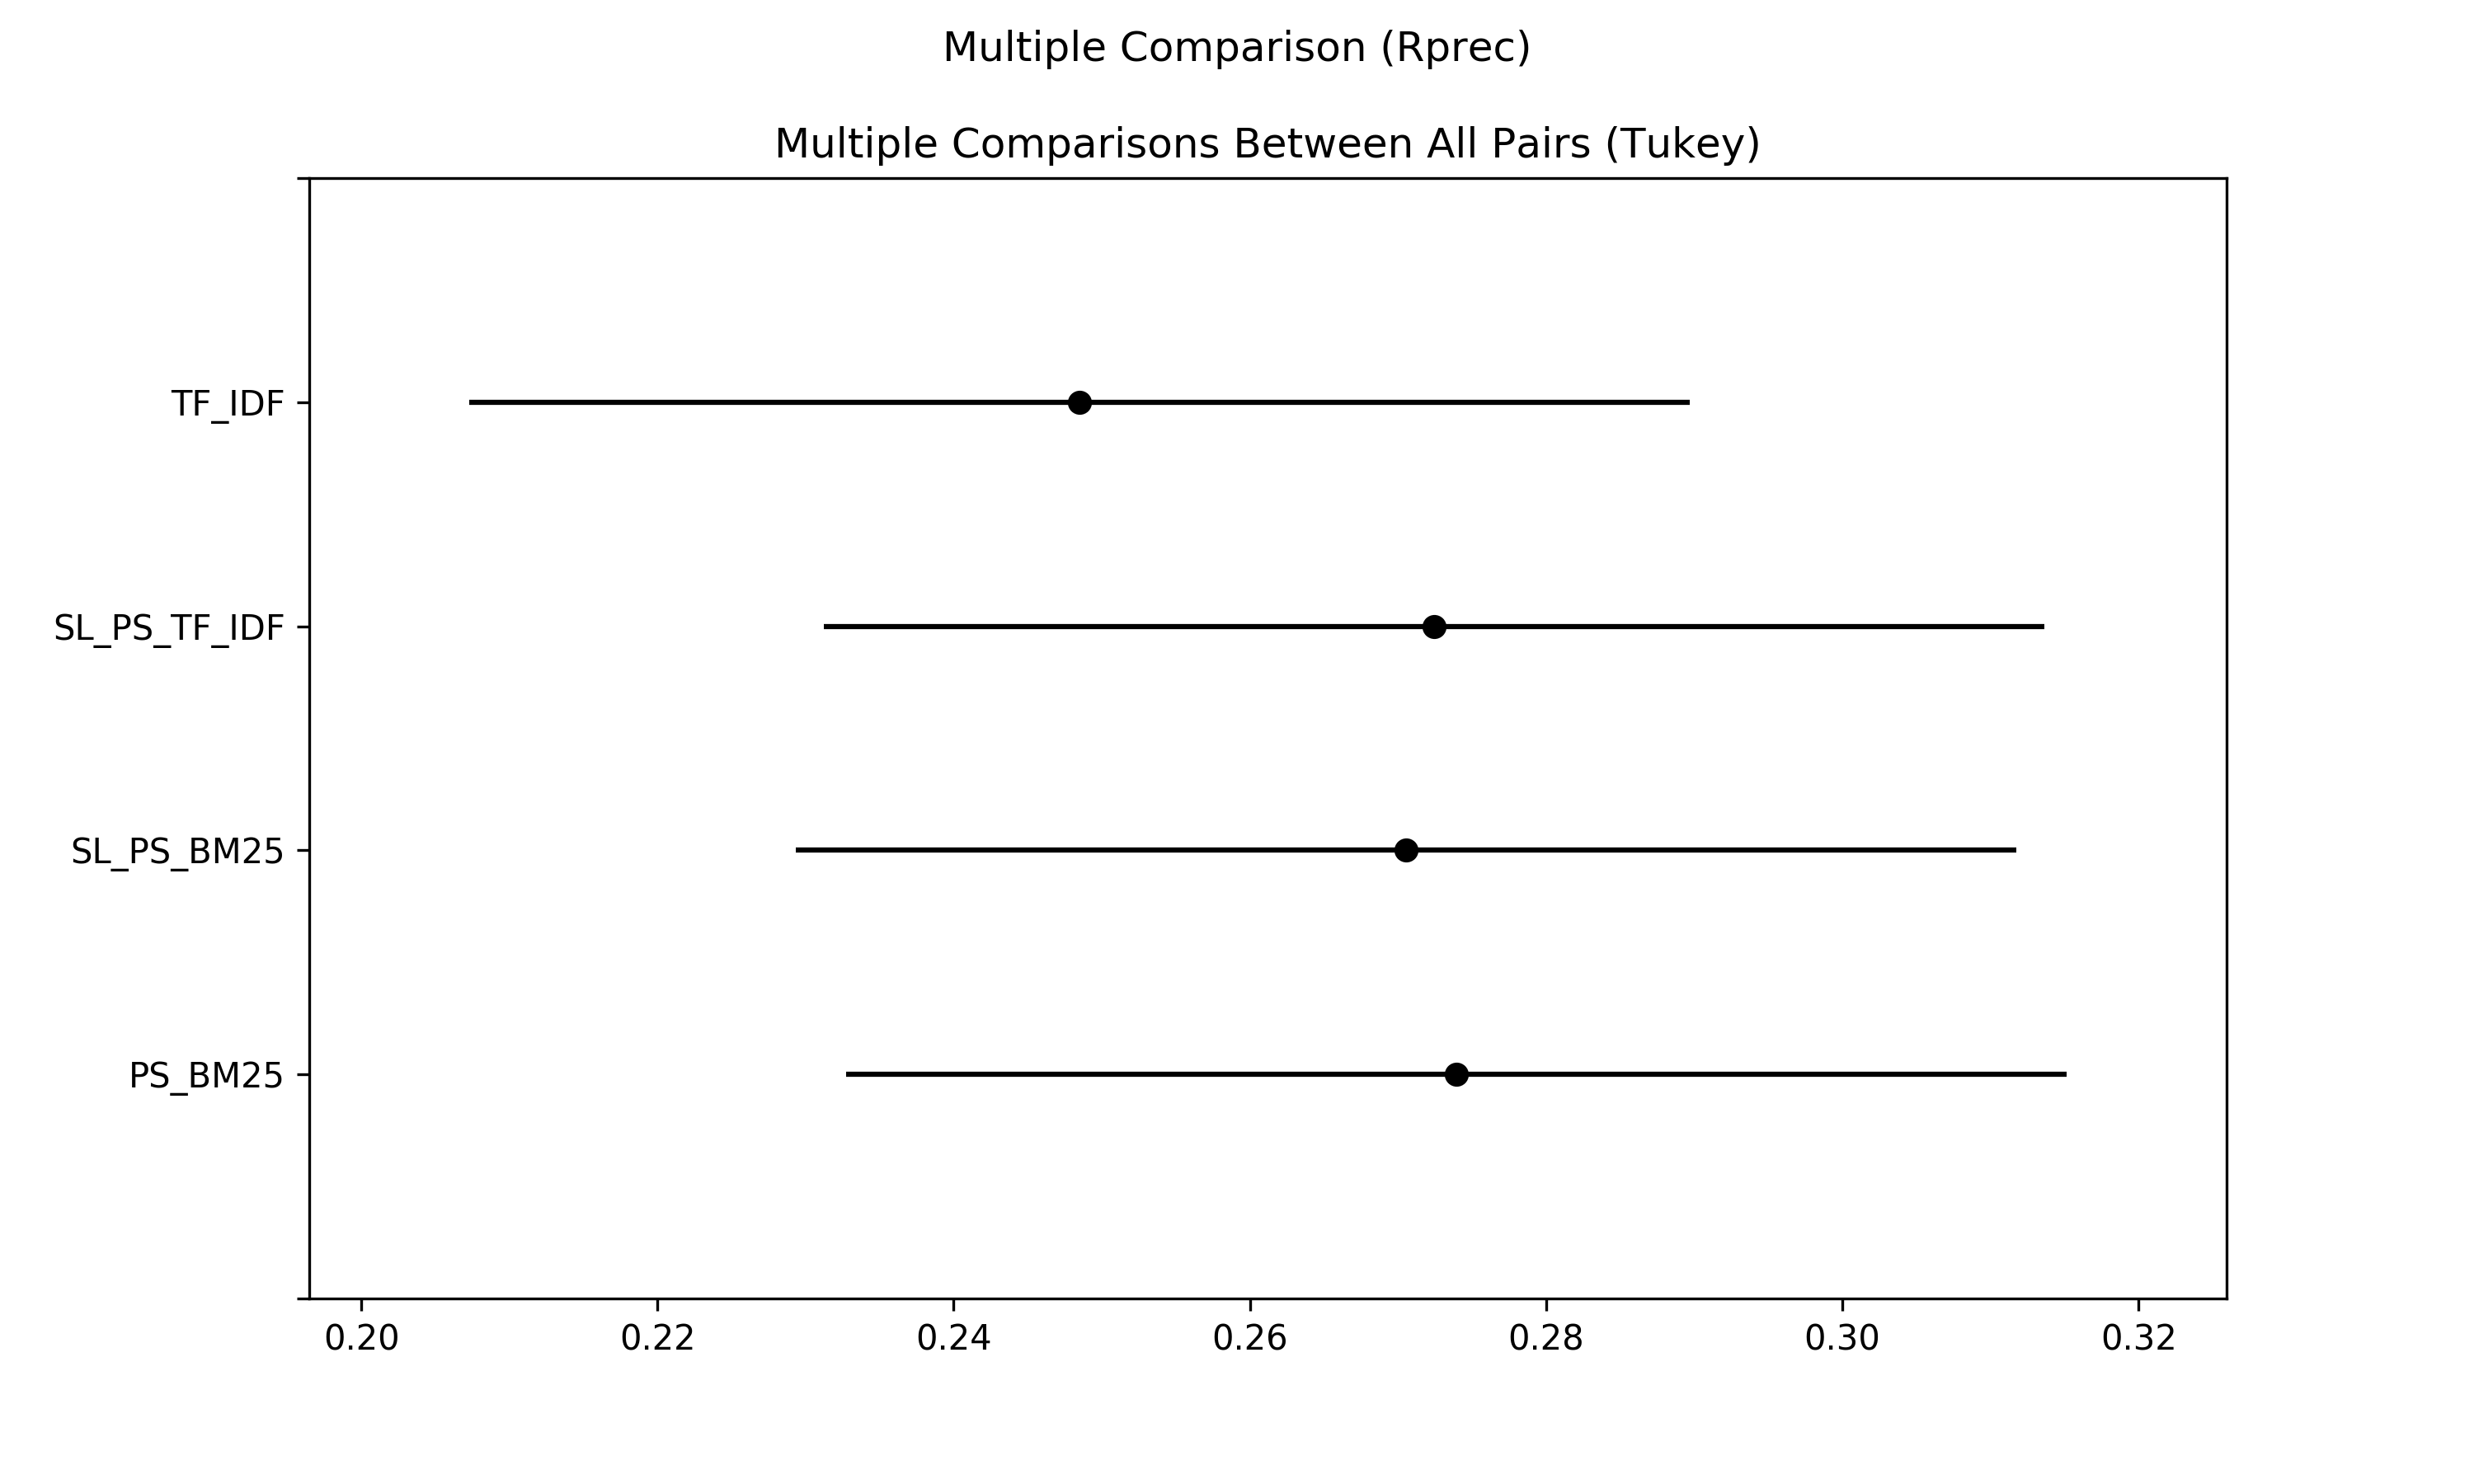 Multiple Comparison (Rprec)
Multiple Comparisons Between All Pairs (Tukey)
TF_IDF
SL_PS_TF_IDF
SL_PS_BM25
PS_BM25
0.20 0.22 0.24 0.26 0.28 0.30 0.32